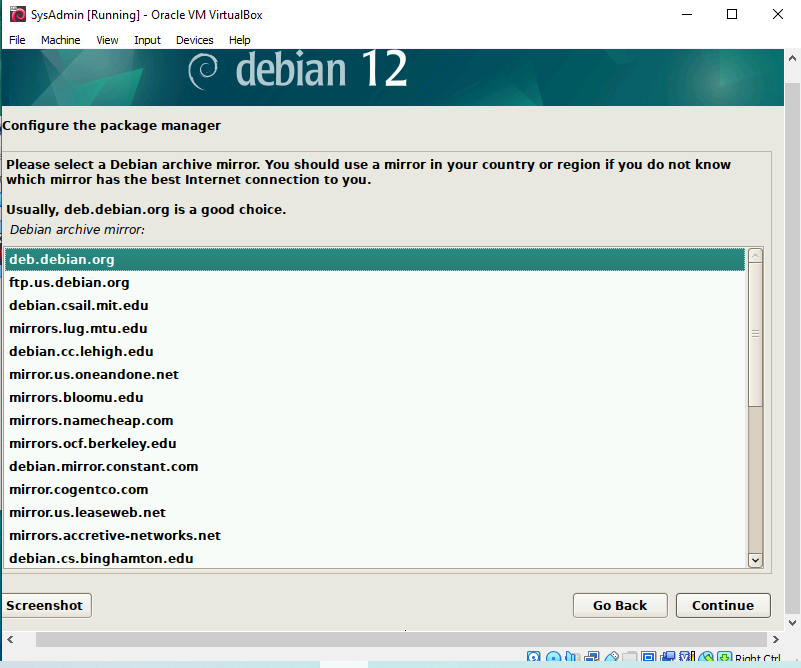 SysAdmin [Running] - Oracle VM VirtualBox
File Machine View Input Devices Help
debian 12
Configure the package manager
Please select a Debian archive mirror. You should use a mirror in your country or region if you do not know
which mirror has the best Internet connection to you.
Usually, deb.debian.org is a good choice.
Debian archive mirror:
deb.debian.org
ftp.us.debian.org
debian.csail.mit.edu
mirrors.lug.mtu.edu
debian.cc.lehigh.edu
mirror.us.oneandone.net
mirrors.bloomu.edu
mirrors.namecheap.com
mirrors.ocf.berkeley.edu
debian.mirror.constant.com
mirror.cogentco.com
mirror.us.leaseweb.net
mirrors.accretive-networks.net
debian.cs.binghamton.edu
Screenshot Go Back Continue
Right Ctrl